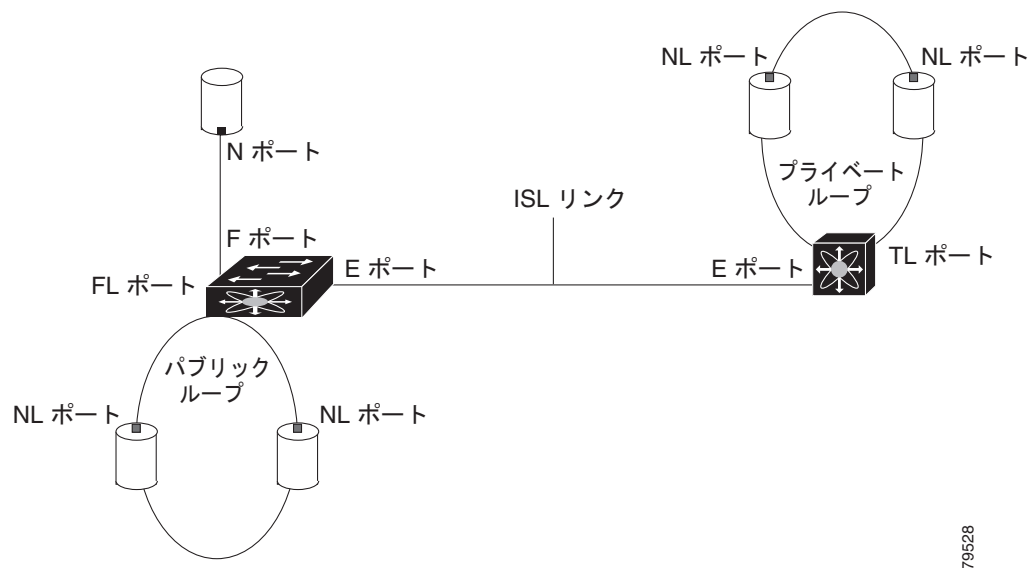 NL ポート
NL ポート
N ポート
プライベート
ループ
ISL リンク
F ポート
E ポート
E ポート
TL ポート
FL ポート
パブリック
ループ
NL ポート
NL ポート
79528